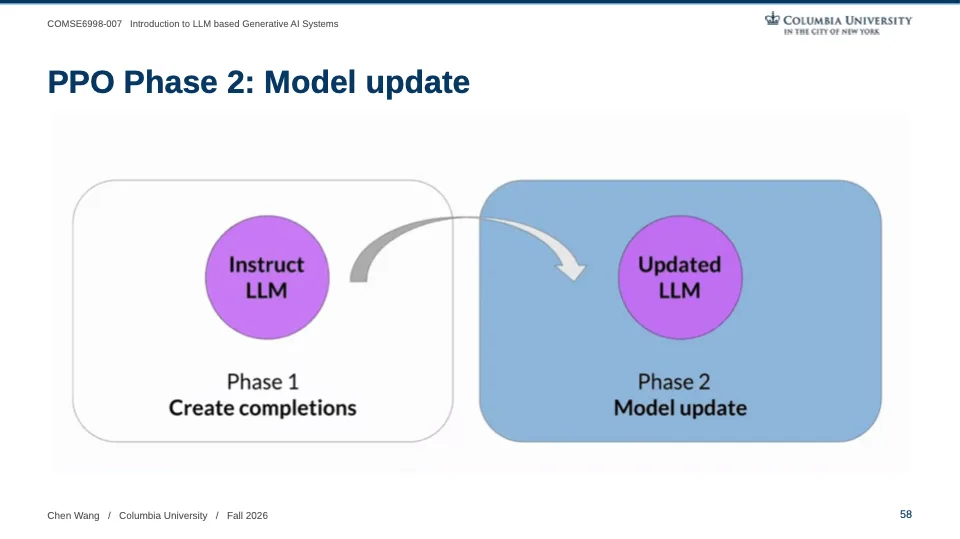 COMSE6998-007 Introduction to LLM based Generative AI Systems
COLUMBIA UNIVERSITY
IN THE CITY OF NEW YORK
PPO Phase 2: Model update
Instruct
LLM
Phase 1
Create completions
Updated
LLM
Phase 2
Model update
Chen Wang / Columbia University / Fall 2026
58